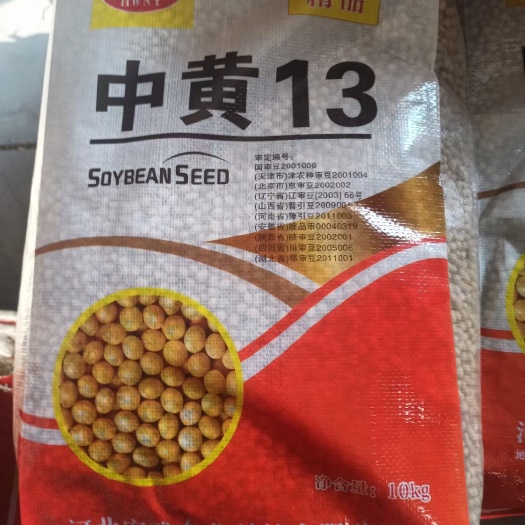 HWNY
精品
中黄13
SOYBEAN SEED
审定编号:
国审豆2001008
(天津市)津农种审豆2001004
(北京市)京审豆2002002
(辽宁省)辽审豆[2003] 66号
(山西省)晋引豆2009001
(河南省)豫引豆2011003
(安徽省)皖品审00040319
(陕西省)陕审豆2002001
(四川省)川审豆2005006
(湖北省)鄂审豆2011001
净含量: 10kg